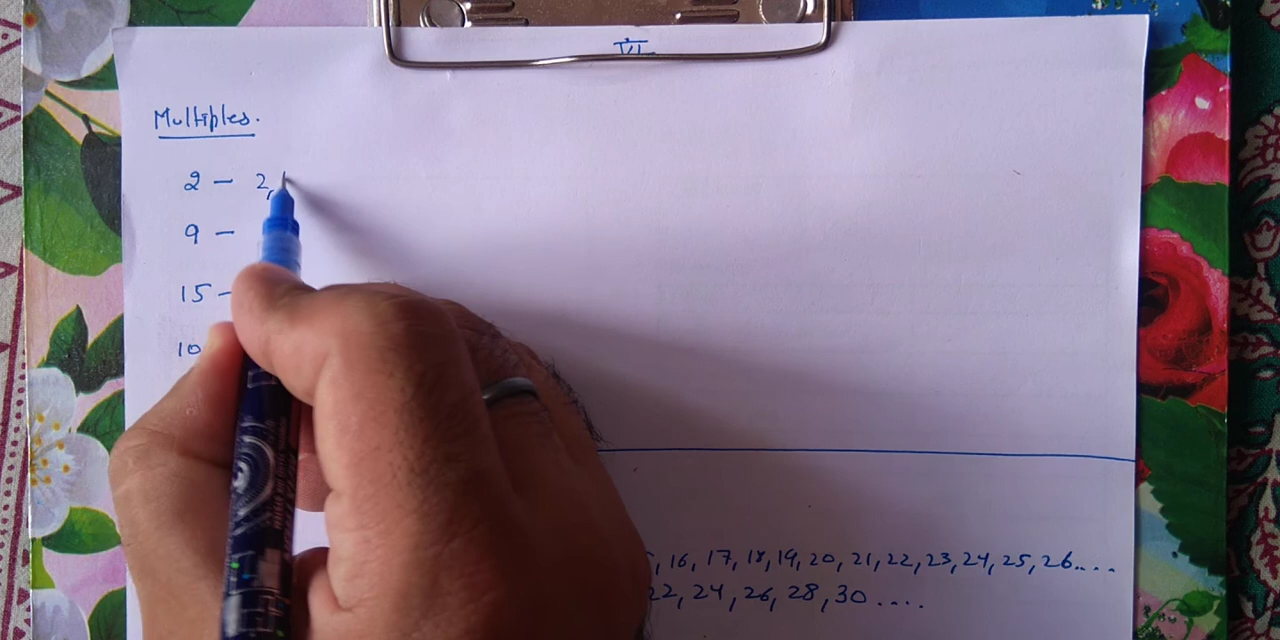 VI
Multiples.
2 - 2,
9 -
15 -
10
, 16, 17, 18, 19, 20, 21, 22, 23, 24, 25, 26....
22, 24, 26, 28, 30....